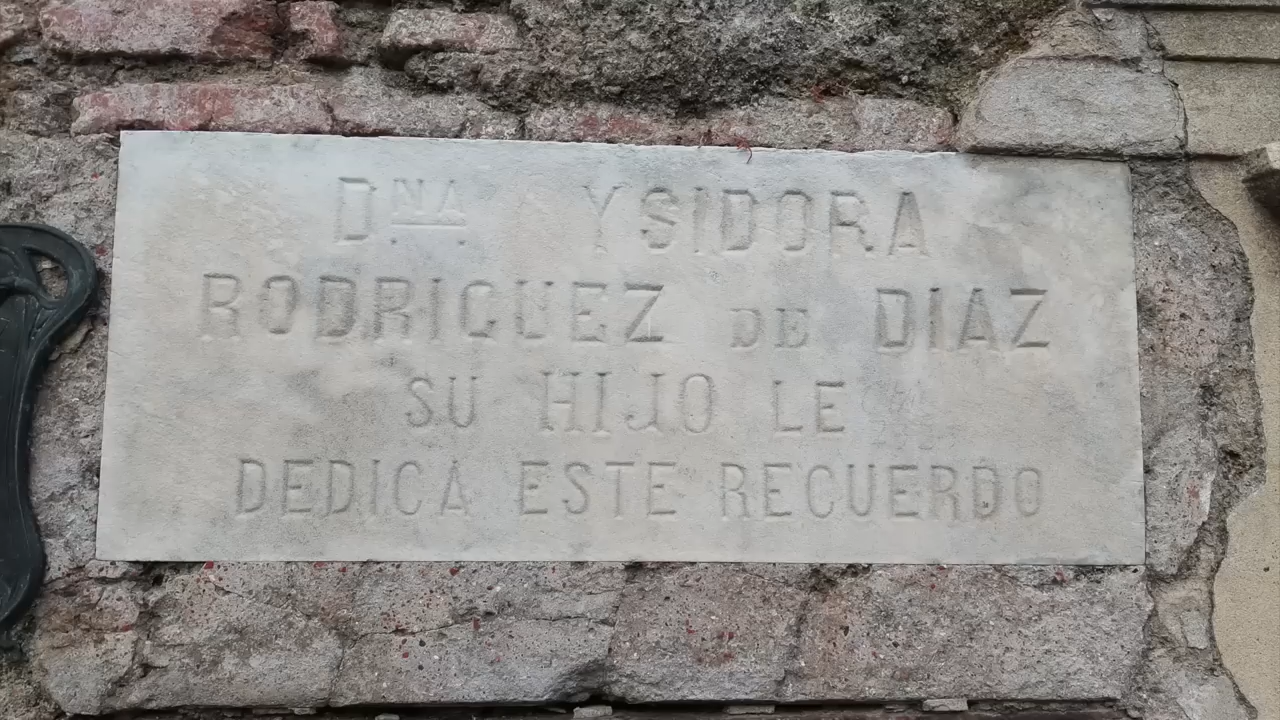 DNA. YSIDORA
RODRIGUEZ DE DIAZ
SU HIJO LE
DEDICA ESTE RECUERDO